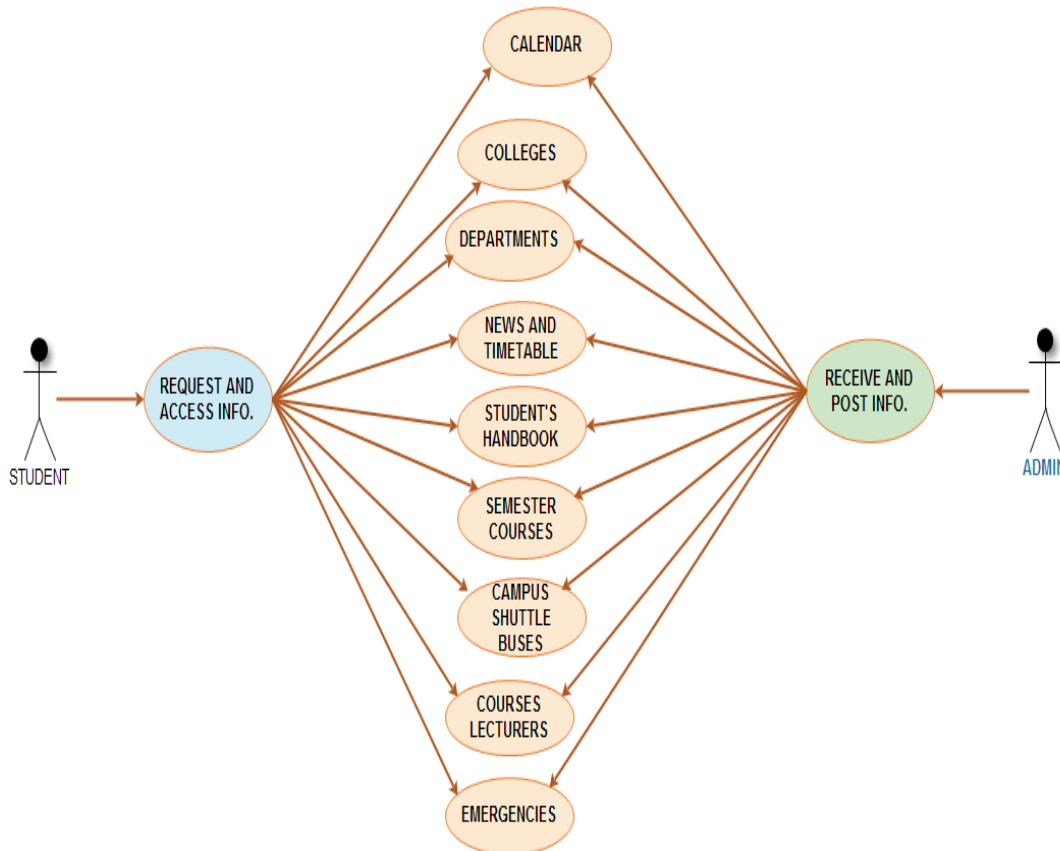 CALENDAR
COLLEGES
DEPARTMENTS
NEWS AND
TIMETABLE
REQUEST AND
ACCESS INFO.
RECEIVE AND
POST INFO.
STUDENT'S
HANDBOOK
STUDENT
ADMIN
SEMESTER
COURSES
CAMPUS
SHUTTLE
BUSES
COURSES
LECTURERS
EMERGENCIES